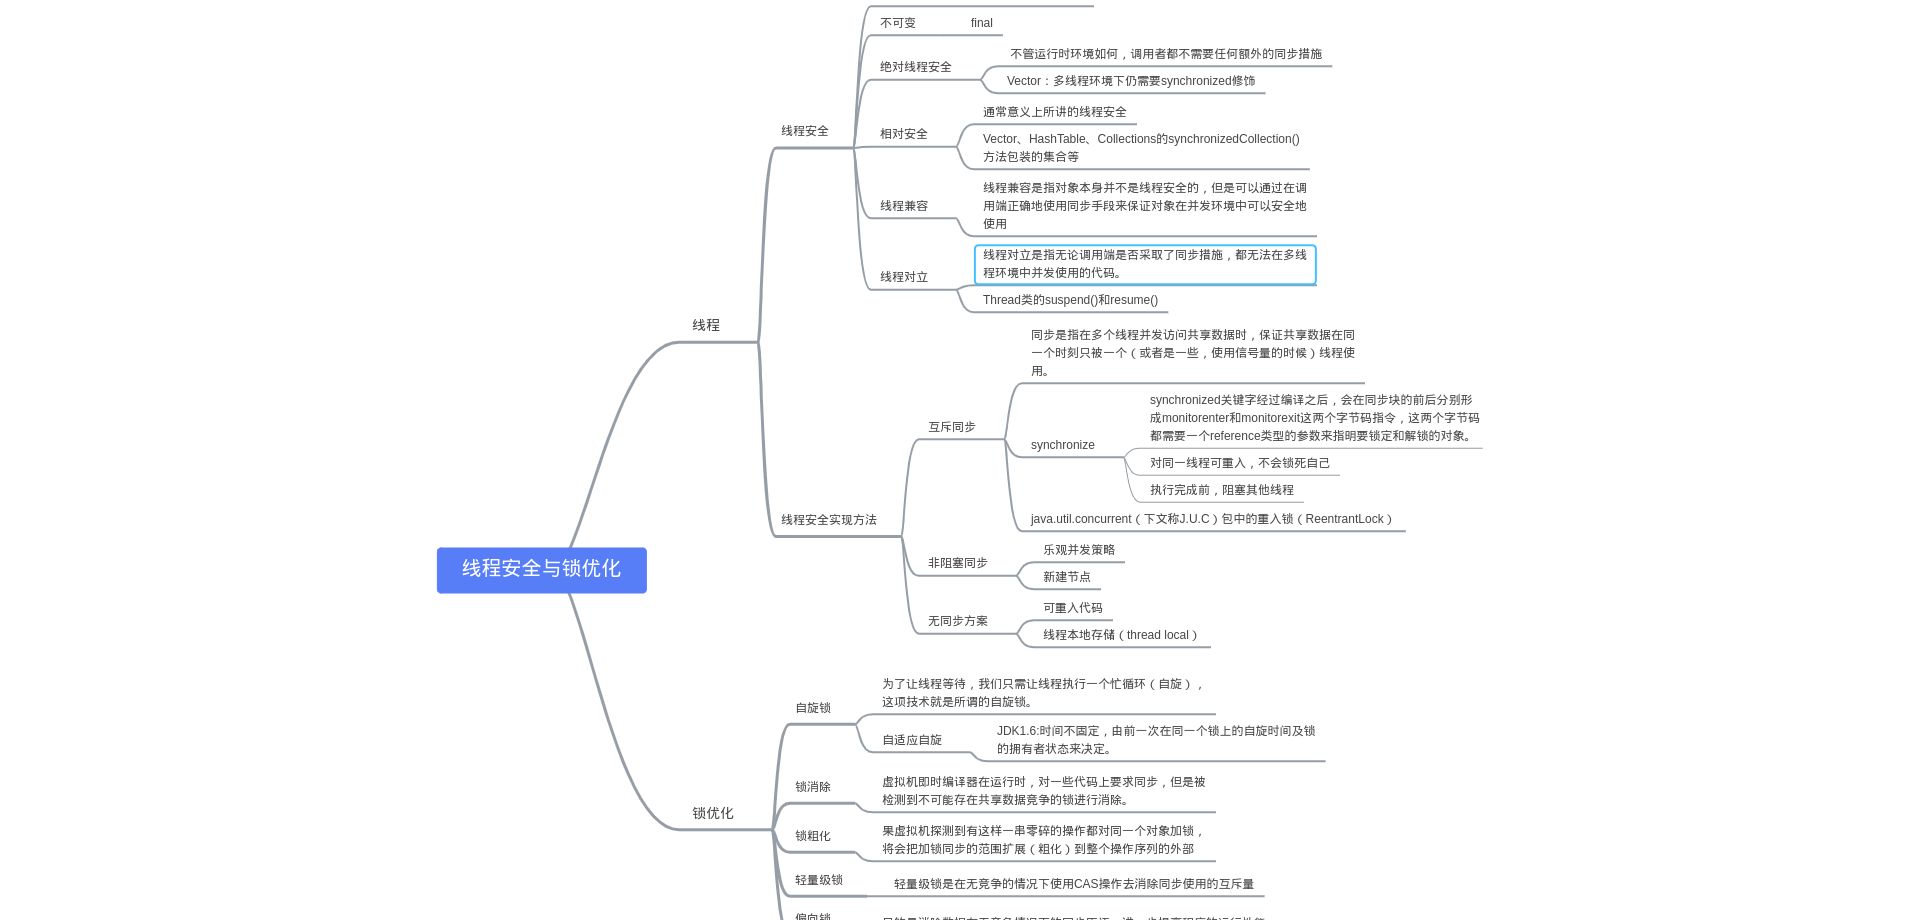 不可变
final
绝对线程安全
不管运行时环境如何，调用者都不需要任何额外的同步措施
Vector：多线程环境下仍需要synchronized修饰
线程安全
相对安全
通常意义上所讲的线程安全
Vector、HashTable、Collections的synchronizedCollection()
方法包装的集合等
线程兼容
线程兼容是指对象本身并不是线程安全的，但是可以通过在调
用端正确地使用同步手段来保证对象在并发环境中可以安全地
使用
线程对立
线程对立是指无论调用端是否采取了同步措施，都无法在多线
程环境中并发使用的代码。
Thread类的suspend()和resume()
线程
线程安全实现方法
互斥同步
同步是指在多个线程并发访问共享数据时，保证共享数据在同
一个时刻只被一个（或者是一些，使用信号量的时候）线程使
用。
synchronize
synchronized关键字经过编译之后，会在同步块的前后分别形
成monitorenter和monitorexit这两个字节码指令，这两个字节码
都需要一个reference类型的参数来指明要锁定和解锁的对象。
对同一线程可重入，不会锁死自己
执行完成前，阻塞其他线程
java.util.concurrent（下文称J.U.C）包中的重入锁（ReentrantLock）
非阻塞同步
乐观并发策略
新建节点
无同步方案
可重入代码
线程本地存储（thread local）
线程安全与锁优化
锁优化
自旋锁
为了让线程等待，我们只需让线程执行一个忙循环（自旋），
这项技术就是所谓的自旋锁。
自适应自旋
JDK1.6:时间不固定，由前一次在同一个锁上的自旋时间及锁
的拥有者状态来决定。
锁消除
虚拟机即时编译器在运行时，对一些代码上要求同步，但是被
检测到不可能存在共享数据竞争的锁进行消除。
锁粗化
果虚拟机探测到有这样一串零碎的操作都对同一个对象加锁，
将会把加锁同步的范围扩展（粗化）到整个操作序列的外部
轻量级锁
轻量级锁是在无竞争的情况下使用CAS操作去消除同步使用的互斥量
偏向锁